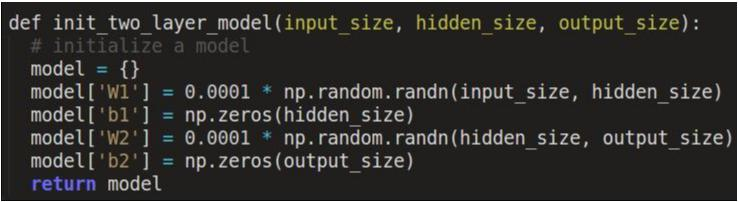 def init_two_layer_model(input_size, hidden_size, output_size):
  # initialize a model
  model = {}
  model['W1'] = 0.0001 * np.random.randn(input_size, hidden_size)
  model['b1'] = np.zeros(hidden_size)
  model['W2'] = 0.0001 * np.random.randn(hidden_size, output_size)
  model['b2'] = np.zeros(output_size)
  return model